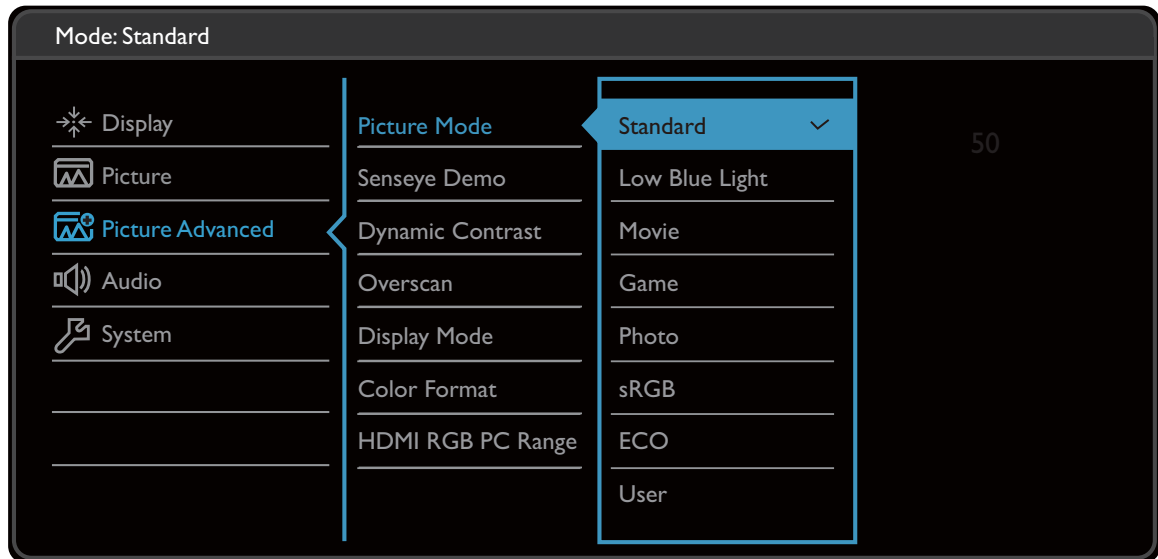 Mode: Standard
Display
Picture
Picture Advanced
Audio
System
Picture Mode
Senseye Demo
Dynamic Contrast
Overscan
Display Mode
Color Format
HDMI RGB PC Range
Standard
Low Blue Light
Movie
Game
Photo
sRGB
ECO
User
50